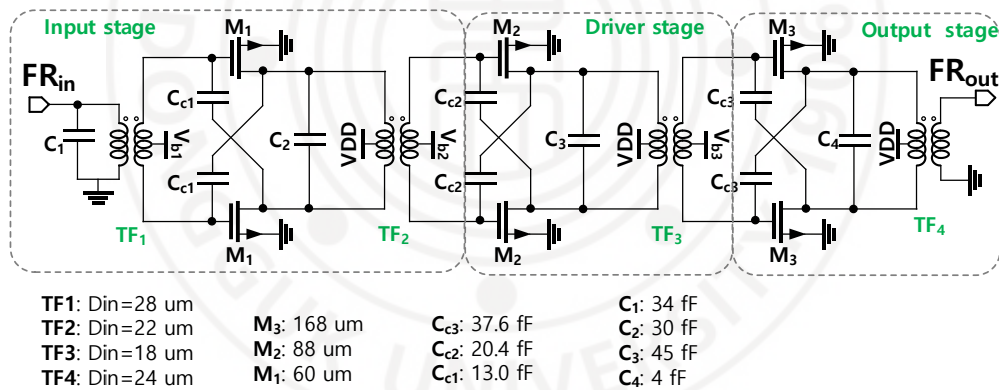 Input stage
Driver stage
Output stage
M1
M2
M3
FRin
FRout
C1
Cc1
Cc1
C2
VDD
Vb1
Vb2
Cc2
Cc2
C3
VDD
Vb3
Cc3
Cc3
C4
VDD
TF1
M1
TF2
M2
TF3
M3
TF4
TF1: Din=28 um
TF2: Din=22 um
TF3: Din=18 um
TF4: Din=24 um
M3: 168 um
M2: 88 um
M1: 60 um
Cc3: 37.6 fF
Cc2: 20.4 fF
Cc1: 13.0 fF
C1: 34 fF
C2: 30 fF
C3: 45 fF
C4: 4 fF